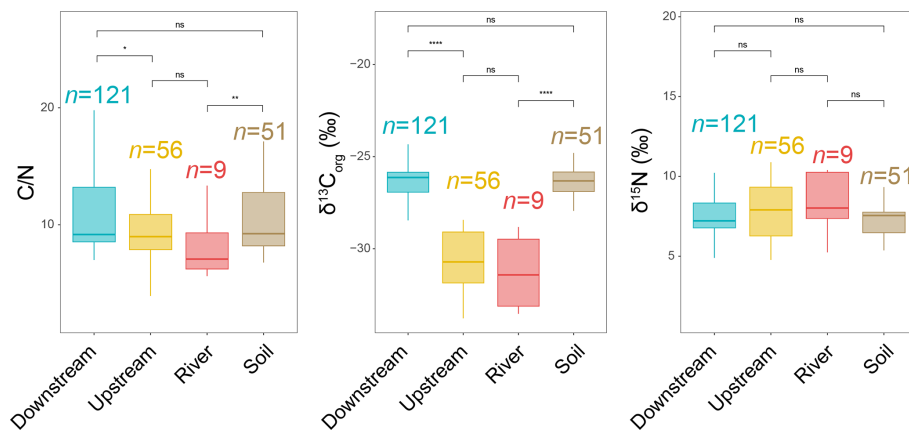 C/N
20
10
ns
*
ns
**
n=121
n=56
n=9
n=51
Downstream
Upstream
River
Soil
δ¹³C_org (‰)
−20
−25
−30
ns
****
ns
****
n=121
n=56
n=9
n=51
Downstream
Upstream
River
Soil
δ¹⁵N (‰)
20
15
10
5
ns
ns
ns
ns
n=121
n=56
n=9
n=51
Downstream
Upstream
River
Soil